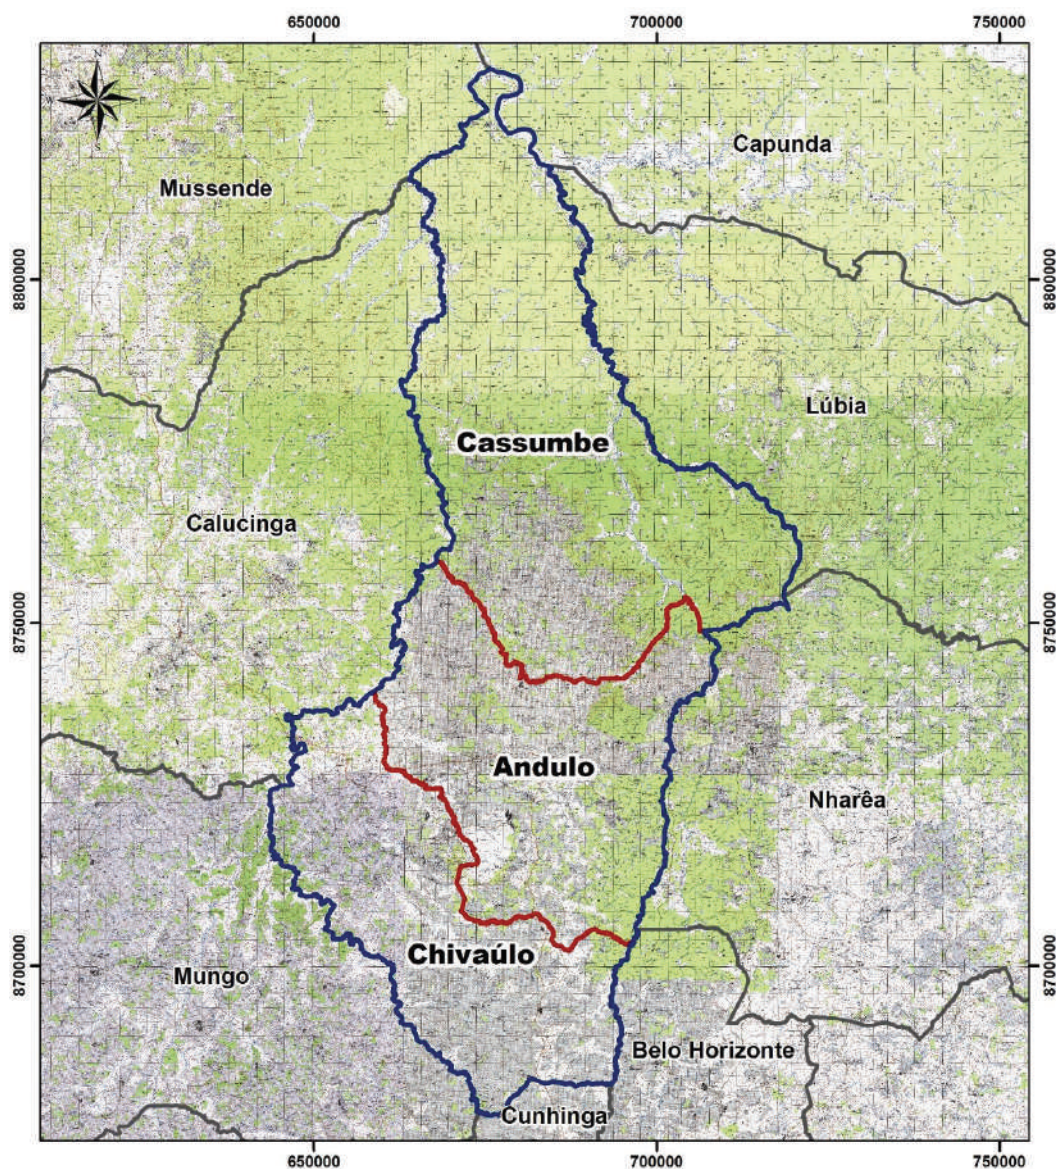 650000 700000 750000
Capunda
Mussende
8800000 8800000
Lúbia
Cassumbe
Calucinga
8750000 8750000
Andulo
Nharêa
Chivaúlo
8700000 8700000
Mungo
Belo Horizonte
Cunhinga
650000 700000 750000